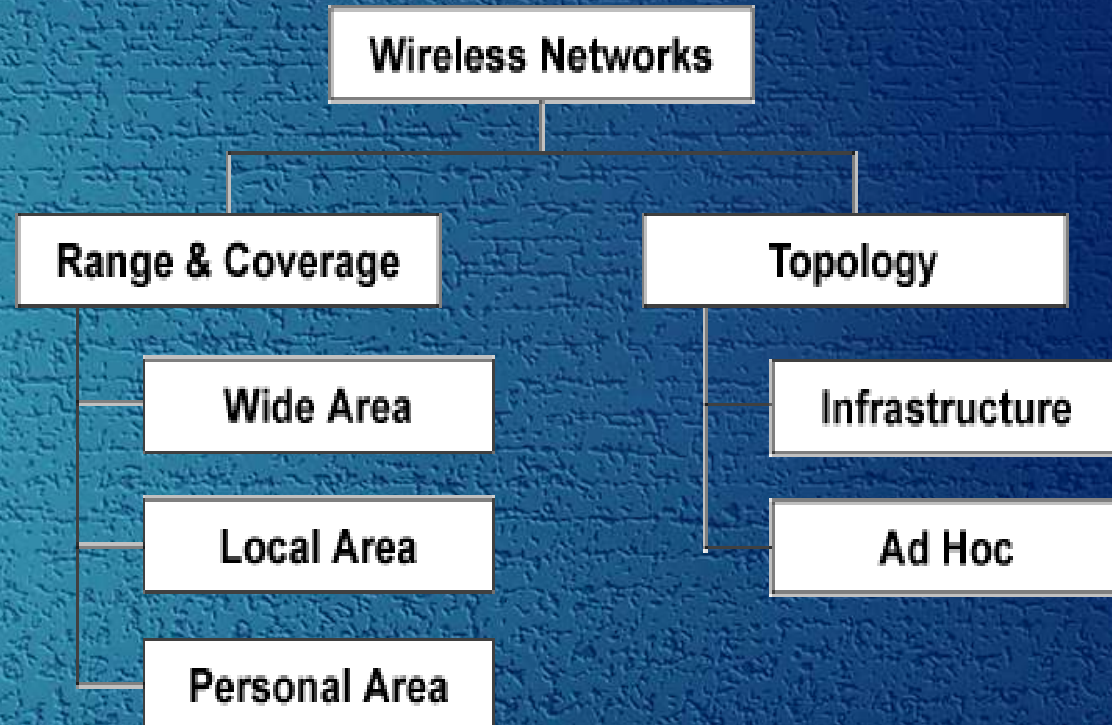 Wireless Networks
Range & Coverage
Topology
Wide Area
Infrastructure
Local Area
Ad Hoc
Personal Area